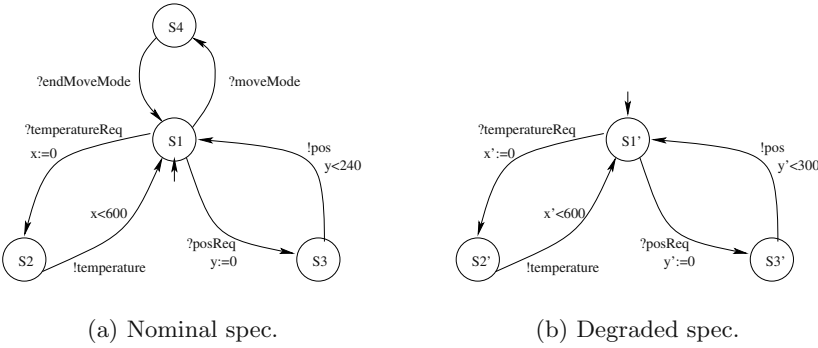 S4
?endMoveMode
?moveMode
?temperatureReq
x:=0
S1
!pos
y<240
x<600
?posReq
y:=0
S2
!temperature
S3
(a) Nominal spec.
?temperatureReq
x':=0
S1'
!pos
y'<300
x'<600
?posReq
y':=0
S2'
!temperature
S3'
(b) Degraded spec.